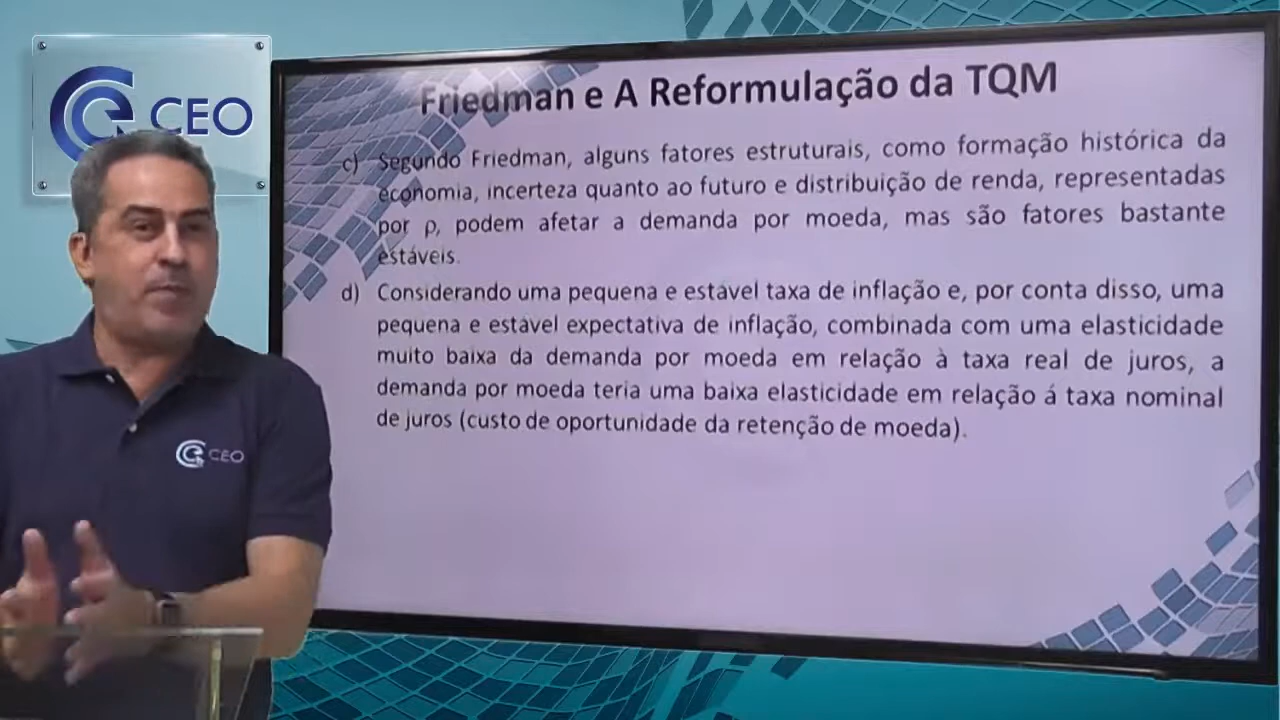 CEO
Friedman e A Reformulação da TQM
c) Segundo Friedman, alguns fatores estruturais, como formação histórica da
economia, incerteza quanto ao futuro e distribuição de renda, representadas
por ρ, podem afetar a demanda por moeda, mas são fatores bastante
estáveis.
d) Considerando uma pequena e estável taxa de inflação e, por conta disso, uma
pequena e estável expectativa de inflação, combinada com uma elasticidade
muito baixa da demanda por moeda em relação à taxa real de juros, a
demanda por moeda teria uma baixa elasticidade em relação á taxa nominal
de juros (custo de oportunidade da retenção de moeda).
CEO